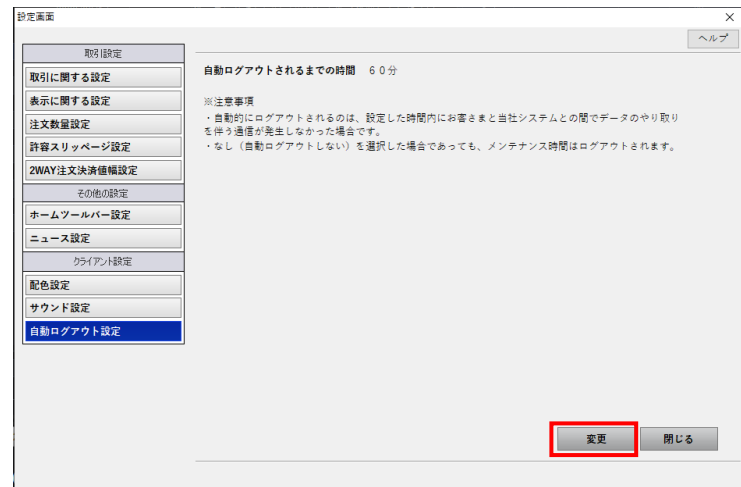 設定画面
ヘルプ
取引設定
取引に関する設定
表示に関する設定
注文数量設定
許容スリッページ設定
2WAY注文決済値幅設定
その他の設定
ホームツールバー設定
ニュース設定
クライアント設定
配色設定
サウンド設定
自動ログアウト設定
自動ログアウトされるまでの時間 60分
※注意事項
・自動的にログアウトされるのは、設定した時間内にお客さまと当社システムとの間でデータのやり取り
を伴う通信が発生しなかった場合です。
・なし（自動ログアウトしない）を選択した場合であっても、メンテナンス時間はログアウトされます。
変更
閉じる